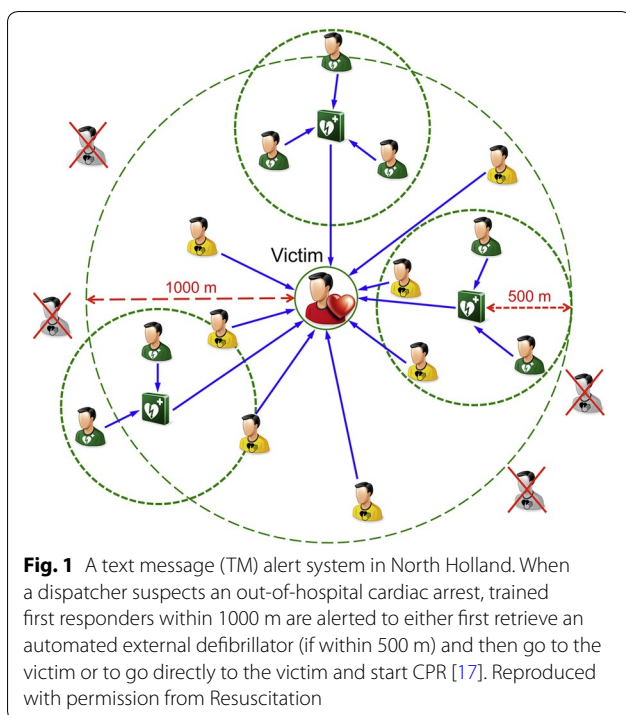 Victim
1000 m
500 m
Fig. 1 A text message (TM) alert system in North Holland. When
a dispatcher suspects an out-of-hospital cardiac arrest, trained
first responders within 1000 m are alerted to either first retrieve an
automated external defibrillator (if within 500 m) and then go to the
victim or to go directly to the victim and start CPR [17]. Reproduced
with permission from Resuscitation